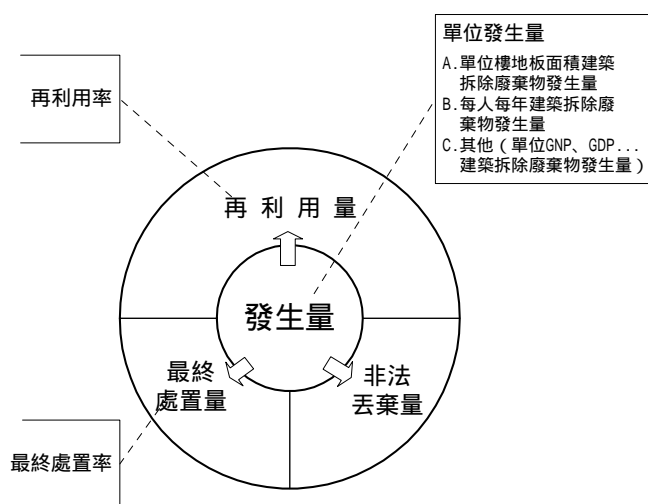 單位發生量
A.單位樓地板面積建築
拆除廢棄物發生量
B.每人每年建築拆除廢
棄物發生量
C.其他(單位GNP、GDP...
建築拆除廢棄物發生量)
再利用率
再利用量
發生量
最終
處置量
非法
丟棄量
最終處置率